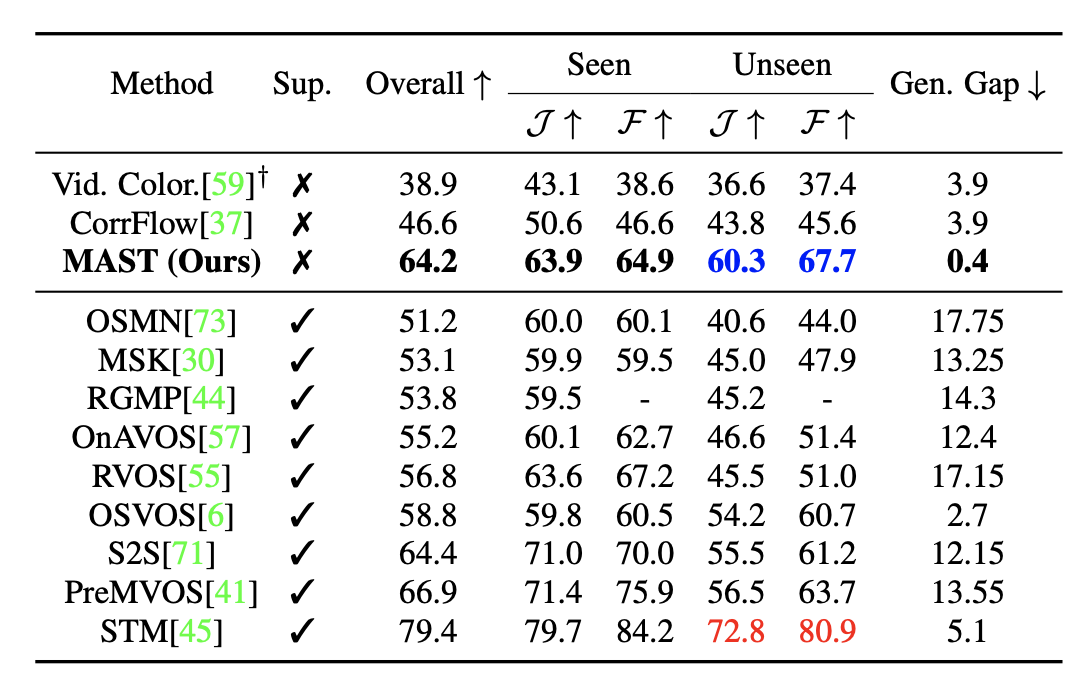 Method Sup. Overall ↑ Seen Unseen Gen. Gap ↓
𝒥 ↑ ℱ ↑ 𝒥 ↑ ℱ ↑
Vid. Color.[59]† ✗ 38.9 43.1 38.6 36.6 37.4 3.9
CorrFlow[37] ✗ 46.6 50.6 46.6 43.8 45.6 3.9
MAST (Ours) ✗ 64.2 63.9 64.9 60.3 67.7 0.4
OSMN[73] ✓ 51.2 60.0 60.1 40.6 44.0 17.75
MSK[30] ✓ 53.1 59.9 59.5 45.0 47.9 13.25
RGMP[44] ✓ 53.8 59.5 - 45.2 - 14.3
OnAVOS[57] ✓ 55.2 60.1 62.7 46.6 51.4 12.4
RVOS[55] ✓ 56.8 63.6 67.2 45.5 51.0 17.15
OSVOS[6] ✓ 58.8 59.8 60.5 54.2 60.7 2.7
S2S[71] ✓ 64.4 71.0 70.0 55.5 61.2 12.15
PreMVOS[41] ✓ 66.9 71.4 75.9 56.5 63.7 13.55
STM[45] ✓ 79.4 79.7 84.2 72.8 80.9 5.1